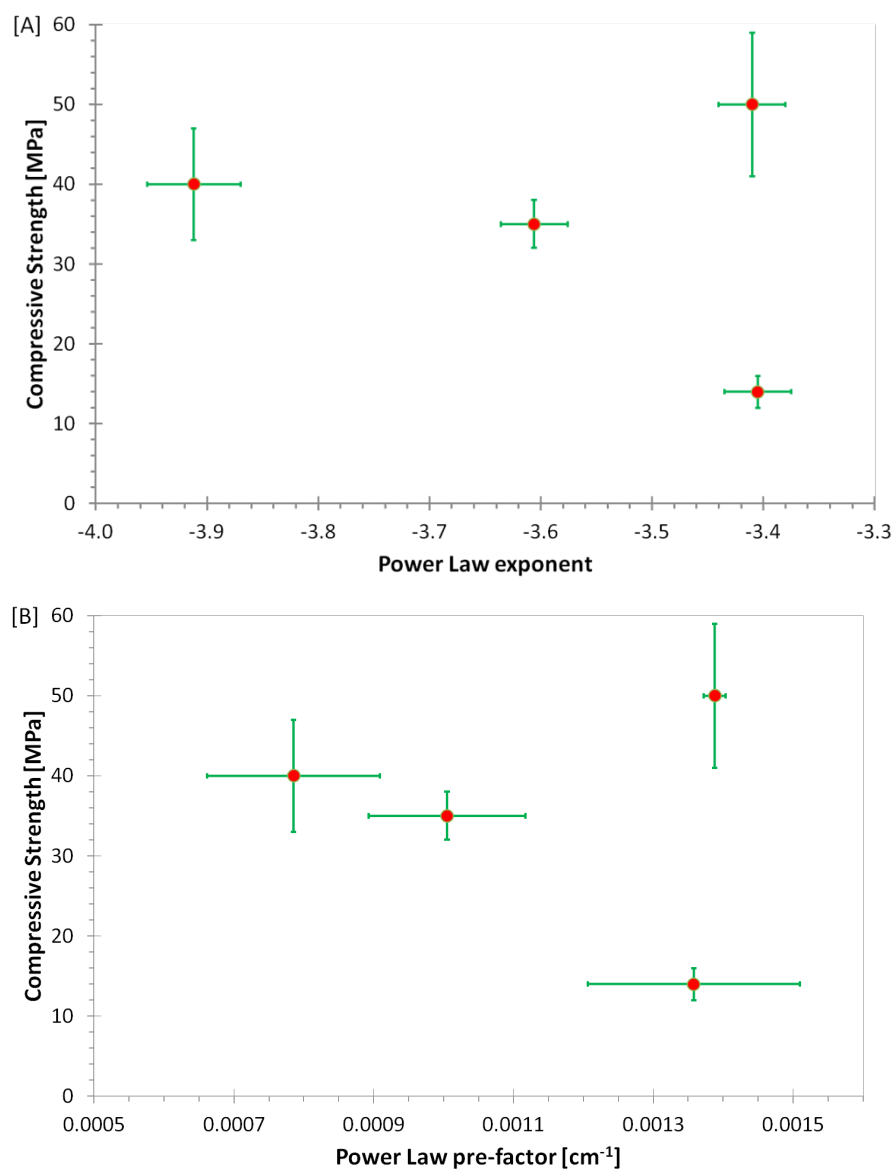 [A]
60
50
40
30
20
10
0
Compressive Strength [MPa]
-4.0 -3.9 -3.8 -3.7 -3.6 -3.5 -3.4 -3.3
Power Law exponent
[B]
60
50
40
30
20
10
0
Compressive Strength [MPa]
0.0005 0.0007 0.0009 0.0011 0.0013 0.0015
Power Law pre-factor [cm⁻¹]